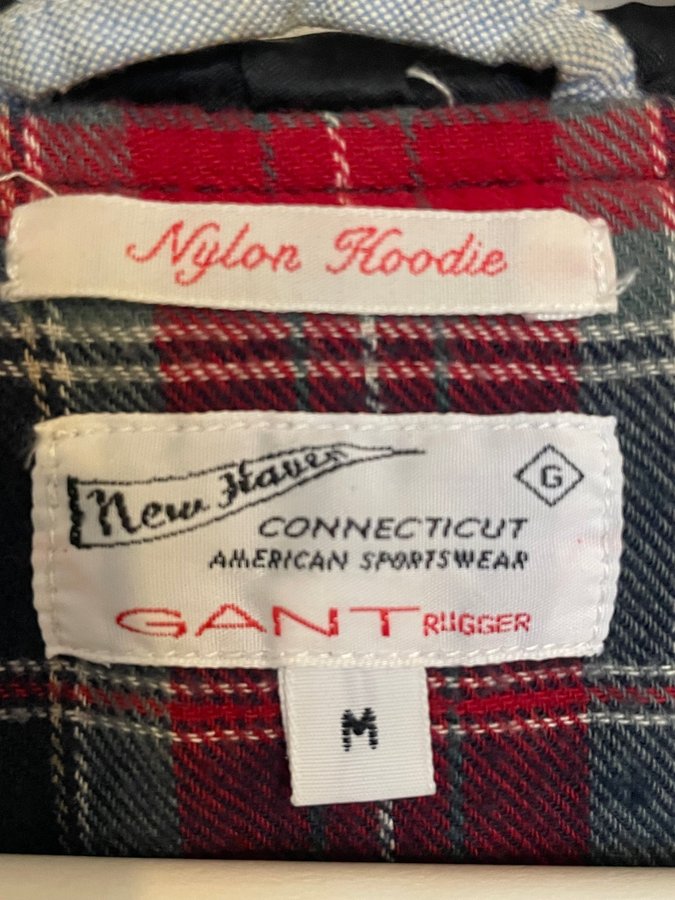 Nylon Hoodie
New Haven
G
CONNECTICUT
AMERICAN SPORTSWEAR
GANT RUGGER
M